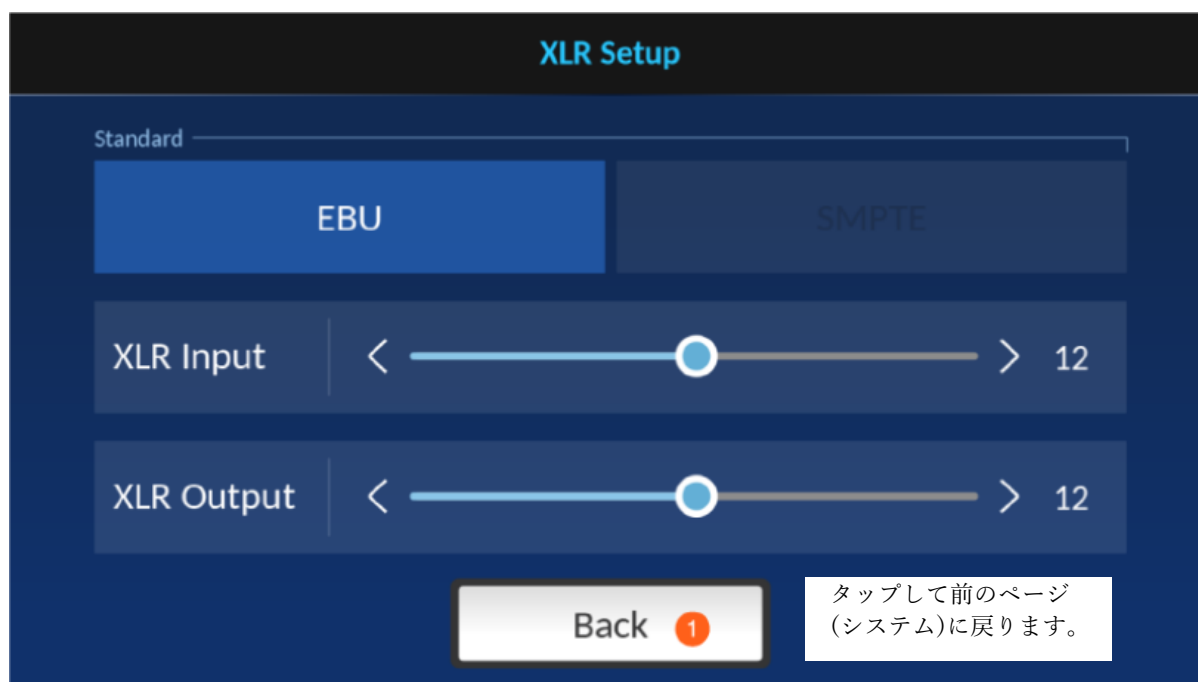 XLR Setup
Standard
EBU
SMPTE
XLR Input
12
XLR Output
12
Back
1
タップして前のページ
(システム)に戻ります。